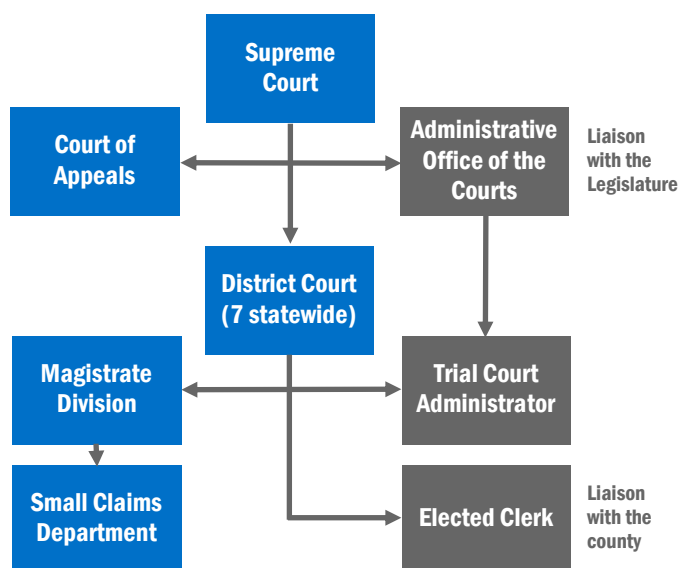 Supreme
Court
Court of
Appeals
Administrative
Office of the
Courts
Liaison
with the
Legislature
District Court
(7 statewide)
Magistrate
Division
Trial Court
Administrator
Small Claims
Department
Elected Clerk
Liaison
with the
county